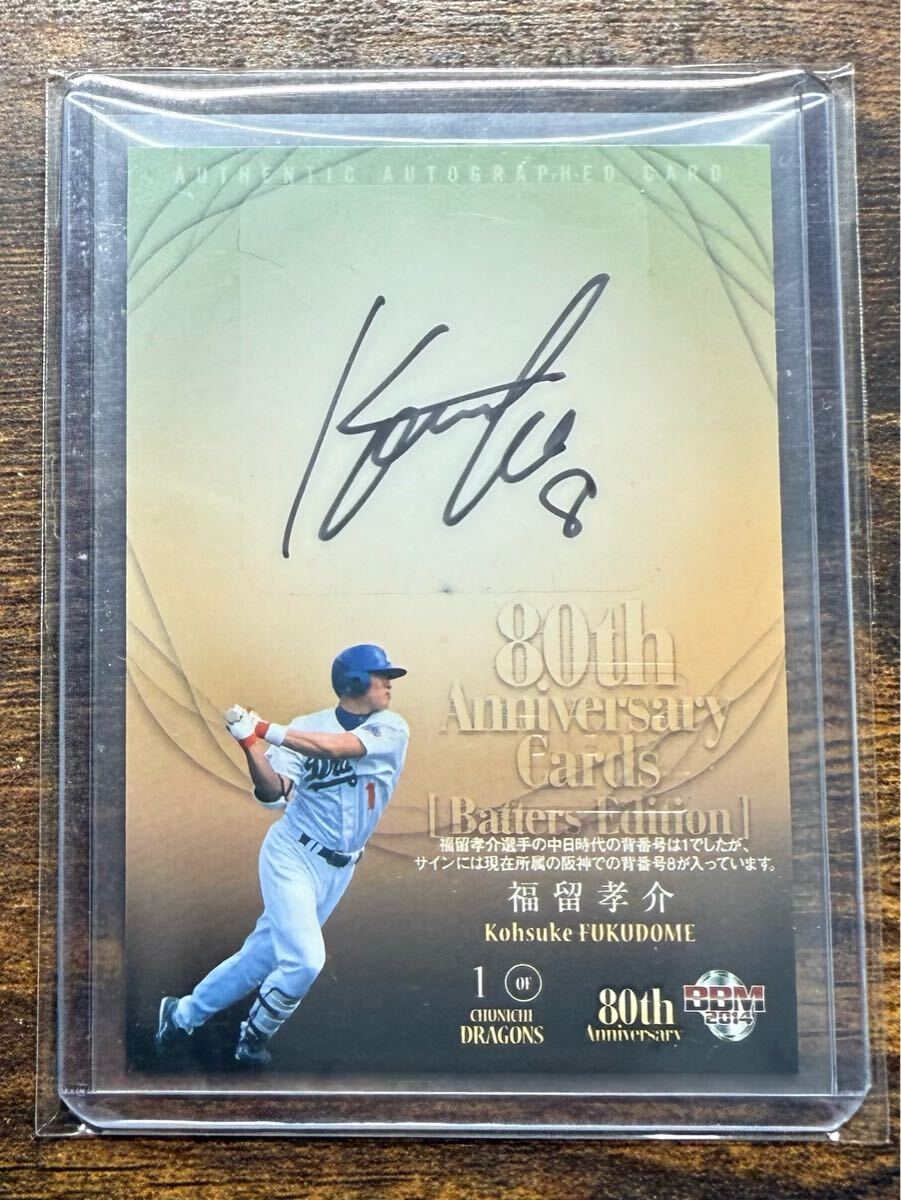 AUTHENTIC AUTOGRAPHED CARD
8
80th
Anniversary
Cards
[Batters Edition]
福留孝介選手の中日時代の背番号は1でしたが、
サインには現在所属の阪神での背番号8が入っています。
福留孝介
Kohsuke FUKUDOME
1 OF
CHUNICHI
DRAGONS
80th
Anniversary
BBM
2014
1